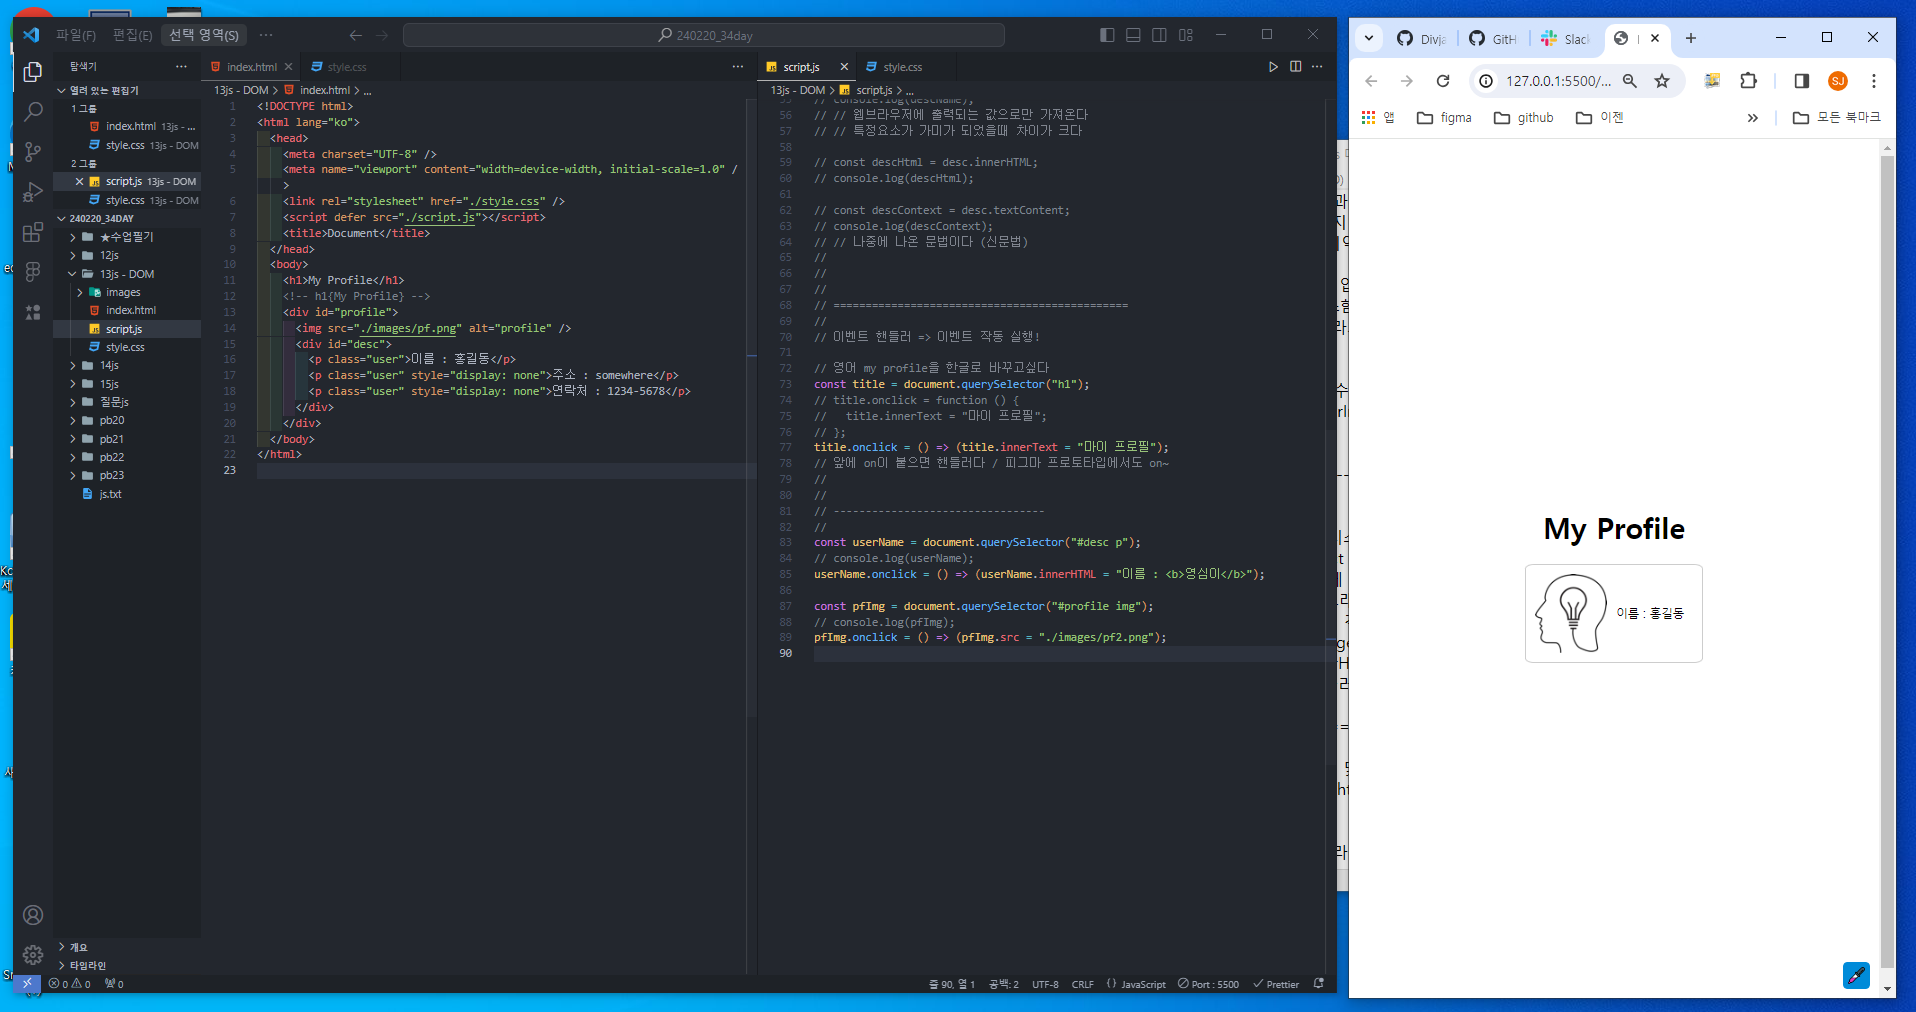 파일(F) 편집(E) 선택 영역(S) ··· 240220_34day
탐색기
열려 있는 편집기
1 그룹
index.html 13js - ...
style.css 13js - DOM
2 그룹
script.js 13js - DOM
style.css 13js - DOM
240220_34DAY
★수업필기
12js
13js - DOM
images
index.html
script.js
style.css
14js
15js
질문js
pb20
pb21
pb22
pb23
js.txt
개요
타임라인
index.html style.css
13js - DOM > index.html > ...
1 <!DOCTYPE html>
2 <html lang="ko">
3 <head>
4 <meta charset="UTF-8" />
5 <meta name="viewport" content="width=device-width, initial-scale=1.0" /
>
6 <link rel="stylesheet" href="./style.css" />
7 <script defer src="./script.js"></script>
8 <title>Document</title>
9 </head>
10 <body>
11 <h1>My Profile</h1>
12 <!-- h1{My Profile} -->
13 <div id="profile">
14 <img src="./images/pf.png" alt="profile" />
15 <div id="desc">
16 <p class="user">이름 : 홍길동</p>
17 <p class="user" style="display: none">주소 : somewhere</p>
18 <p class="user" style="display: none">연락처 : 1234-5678</p>
19 </div>
20 </div>
21 </body>
22 </html>
23
script.js style.css
13js - DOM > script.js > ...
55 // console.log(descName);
56 // // 웹브라우저에 출력되는 값으로만 가져온다
57 // // 특정요소가 가미가 되었을때 차이가 크다
58
59 // const descHtml = desc.innerHTML;
60 // console.log(descHtml);
61
62 // const descContext = desc.textContent;
63 // console.log(descContext);
64 // // 나중에 나온 문법이다 (신문법)
65 //
66 //
67 //
68 // ==============================================
69 //
70 // 이벤트 핸들러 => 이벤트 작동 실행!
71
72 // 영어 my profile을 한글로 바꾸고싶다
73 const title = document.querySelector("h1");
74 // title.onclick = function () {
75 // title.innerText = "마이 프로필";
76 // };
77 title.onclick = () => (title.innerText = "마이 프로필");
78 // 앞에 on이 붙으면 핸들러다 / 피그마 프로토타입에서도 on~
79 //
80 //
81 // ---------------------------------
82 //
83 const userName = document.querySelector("#desc p");
84 // console.log(userName);
85 userName.onclick = () => (userName.innerHTML = "이름 : <b>영심이</b>");
86
87 const pfImg = document.querySelector("#profile img");
88 // console.log(pfImg);
89 pfImg.onclick = () => (pfImg.src = "./images/pf2.png");
90
0 0 0 줄 90, 열 1 공백: 2 UTF-8 CRLF {} JavaScript Port : 5500 Prettier
Divja GitH Slack
127.0.0.1:5500/... SJ
앱 figma github 이젠 » 모든 북마크
My Profile
이름 : 홍길동